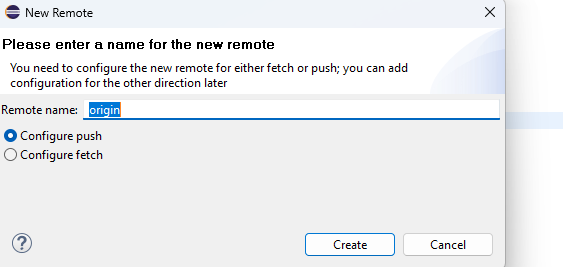 New Remote
Please enter a name for the new remote
You need to configure the new remote for either fetch or push; you can add
configuration for the other direction later
Remote name: origin
Configure push
Configure fetch
?
Create
Cancel